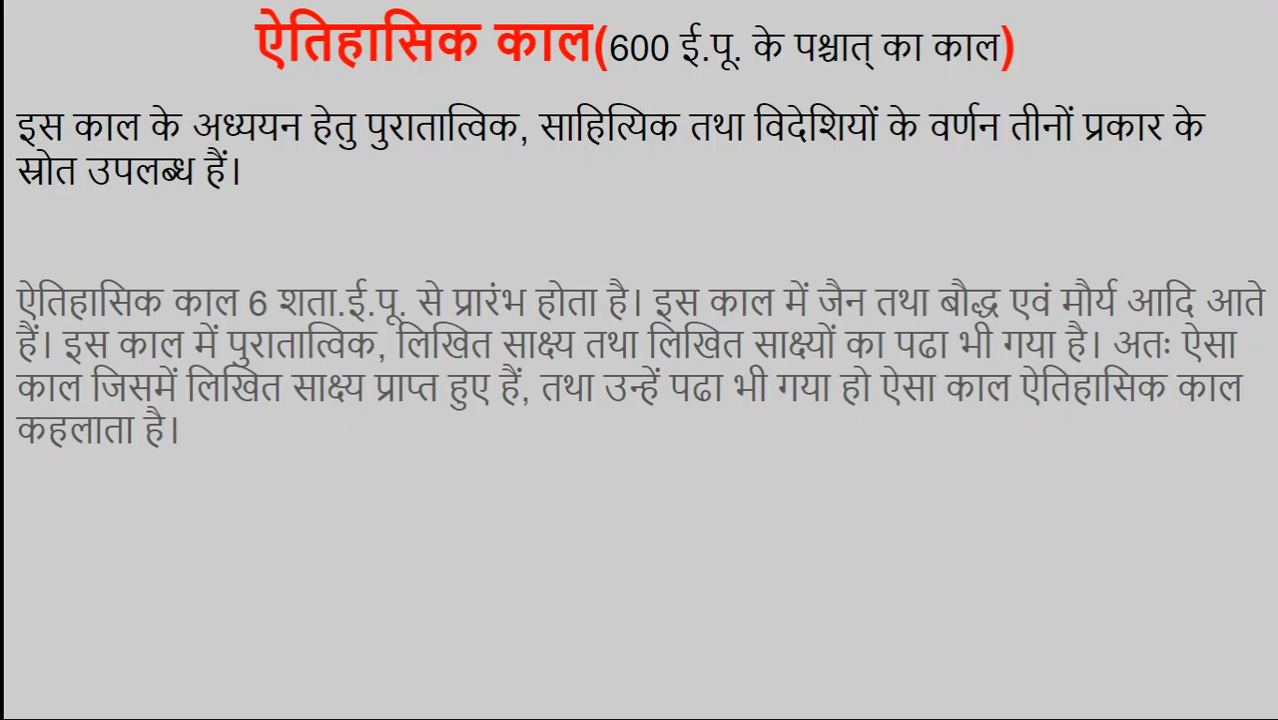 ऐतिहासिक काल(600 ई.पू. के पश्चात् का काल)
इस काल के अध्ययन हेतु पुरातात्विक, साहित्यिक तथा विदेशियों के वर्णन तीनों प्रकार के
स्रोत उपलब्ध हैं।
ऐतिहासिक काल 6 शता.ई.पू. से प्रारंभ होता है। इस काल में जैन तथा बौद्ध एवं मौर्य आदि आते
हैं। इस काल में पुरातात्विक, लिखित साक्ष्य तथा लिखित साक्ष्यों का पढा भी गया है। अतः ऐसा
काल जिसमें लिखित साक्ष्य प्राप्त हुए हैं, तथा उन्हें पढा भी गया हो ऐसा काल ऐतिहासिक काल
कहलाता है।